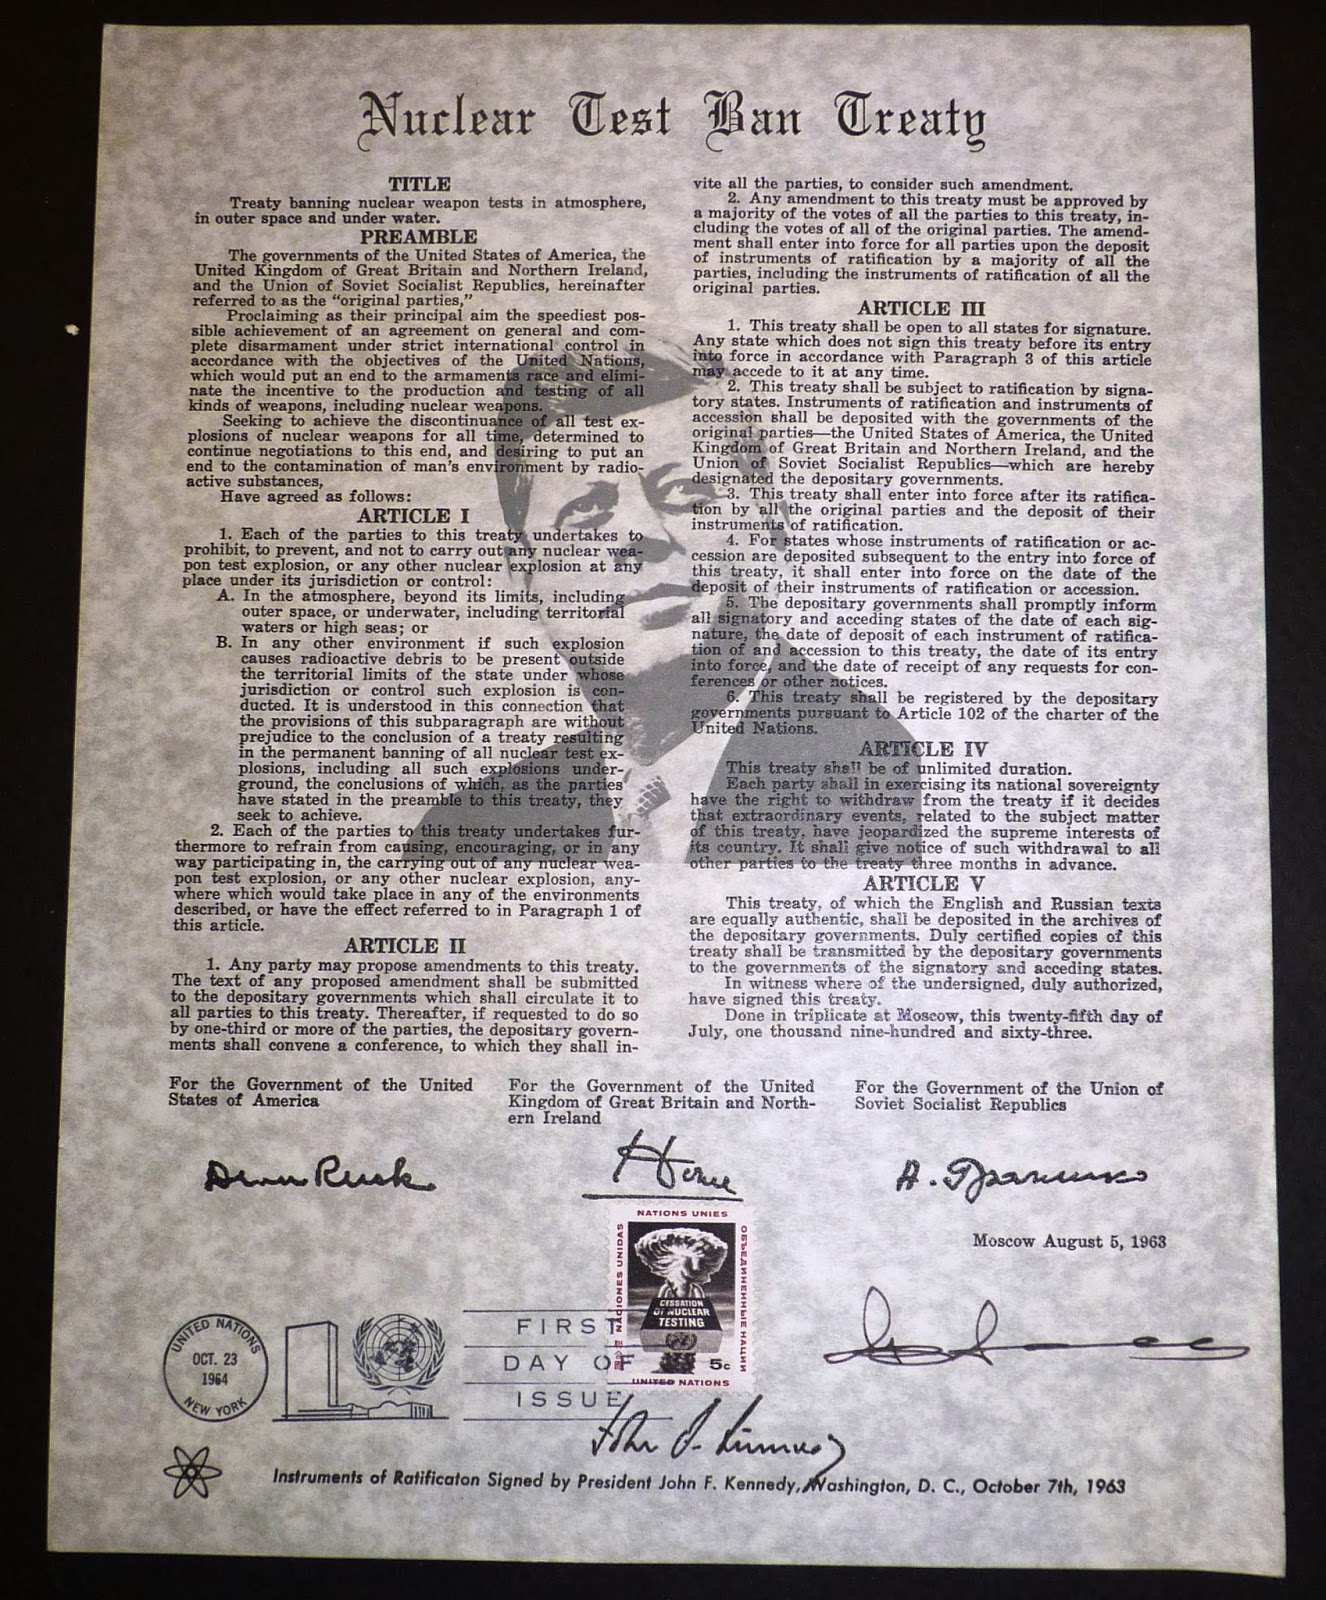 Nuclear Test Ban Treaty
TITLE
Treaty banning nuclear weapon tests in atmosphere,
in outer space and under water.
PREAMBLE
The governments of the United States of America, the
United Kingdom of Great Britain and Northern Ireland,
and the Union of Soviet Socialist Republics, hereinafter
referred to as the "original parties,"
Proclaiming as their principal aim the speediest pos-
sible achievement of an agreement on general and com-
plete disarmament under strict international control in
accordance with the objectives of the United Nations,
which would put an end to the armaments race and elimi-
nate the incentive to the production and testing of all
kinds of weapons, including nuclear weapons.
Seeking to achieve the discontinuance of all test ex-
plosions of nuclear weapons for all time, determined to
continue negotiations to this end, and desiring to put an
end to the contamination of man's environment by radio-
active substances,
Have agreed as follows:
ARTICLE I
1. Each of the parties to this treaty undertakes to
prohibit, to prevent, and not to carry out any nuclear wea-
pon test explosion, or any other nuclear explosion at any
place under its jurisdiction or control:
A. In the atmosphere, beyond its limits, including
outer space, or underwater, including territorial
waters or high seas; or
B. In any other environment if such explosion
causes radioactive debris to be present outside
the territorial limits of the state under whose
jurisdiction or control such explosion is con-
ducted. It is understood in this connection that
the provisions of this subparagraph are without
prejudice to the conclusion of a treaty resulting
in the permanent banning of all nuclear test ex-
plosions, including all such explosions under-
ground, the conclusions of which, as the parties
have stated in the preamble to this treaty, they
seek to achieve.
2. Each of the parties to this treaty undertakes fur-
thermore to refrain from causing, encouraging, or in any
way participating in, the carrying out of any nuclear wea-
pon test explosion, or any other nuclear explosion, any-
where which would take place in any of the environments
described, or have the effect referred to in Paragraph 1 of
this article.
ARTICLE II
1. Any party may propose amendments to this treaty.
The text of any proposed amendment shall be submitted
to the depositary governments which shall circulate it to
all parties to this treaty. Thereafter, if requested to do so
by one-third or more of the parties, the depositary govern-
ments shall convene a conference, to which they shall in-
vite all the parties, to consider such amendment.
2. Any amendment to this treaty must be approved by
a majority of the votes of all the parties to this treaty, in-
cluding the votes of all of the original parties. The amend-
ment shall enter into force for all parties upon the deposit
of instruments of ratification by a majority of all the
parties, including the instruments of ratification of all the
original parties.
ARTICLE III
1. This treaty shall be open to all states for signature.
Any state which does not sign this treaty before its entry
into force in accordance with Paragraph 3 of this article
may accede to it at any time.
2. This treaty shall be subject to ratification by signa-
tory states. Instruments of ratification and instruments of
accession shall be deposited with the governments of the
original parties—the United States of America, the United
Kingdom of Great Britain and Northern Ireland, and the
Union of Soviet Socialist Republics—which are hereby
designated the depositary governments.
3. This treaty shall enter into force after its ratifica-
tion by all the original parties and the deposit of their
instruments of ratification.
4. For states whose instruments of ratification or ac-
cession are deposited subsequent to the entry into force of
this treaty, it shall enter into force on the date of the
deposit of their instruments of ratification or accession.
5. The depositary governments shall promptly inform
all signatory and acceding states of the date of each sig-
nature, the date of deposit of each instrument of ratifica-
tion of and accession to this treaty, the date of its entry
into force, and the date of receipt of any requests for con-
ferences or other notices.
6. This treaty shall be registered by the depositary
governments pursuant to Article 102 of the charter of the
United Nations.
ARTICLE IV
This treaty shall be of unlimited duration.
Each party shall in exercising its national sovereignty
have the right to withdraw from the treaty if it decides
that extraordinary events, related to the subject matter
of this treaty, have jeopardized the supreme interests of
its country. It shall give notice of such withdrawal to all
other parties to the treaty three months in advance.
ARTICLE V
This treaty, of which the English and Russian texts
are equally authentic, shall be deposited in the archives of
the depositary governments. Duly certified copies of this
treaty shall be transmitted by the depositary governments
to the governments of the signatory and acceding states.
In witness where of the undersigned, duly authorized,
have signed this treaty.
Done in triplicate at Moscow, this twenty-fifth day of
July, one thousand nine-hundred and sixty-three.
For the Government of the United
States of America
For the Government of the United
Kingdom of Great Britain and North-
ern Ireland
For the Government of the Union of
Soviet Socialist Republics
Dean Rusk
Home
А. Громыко
Moscow August 5, 1963
NATIONS UNIES
NACIONES UNIDAS
ОБЪЕДИНЕННЫЕ НАЦИИ
CESSATION
OF NUCLEAR
TESTING
5c
UNITED NATIONS
UNITED NATIONS
OCT. 23
1964
NEW YORK
FIRST
DAY OF
ISSUE
John F. Kennedy
Instruments of Ratificaton Signed by President John F. Kennedy, Washington, D. C., October 7th, 1963